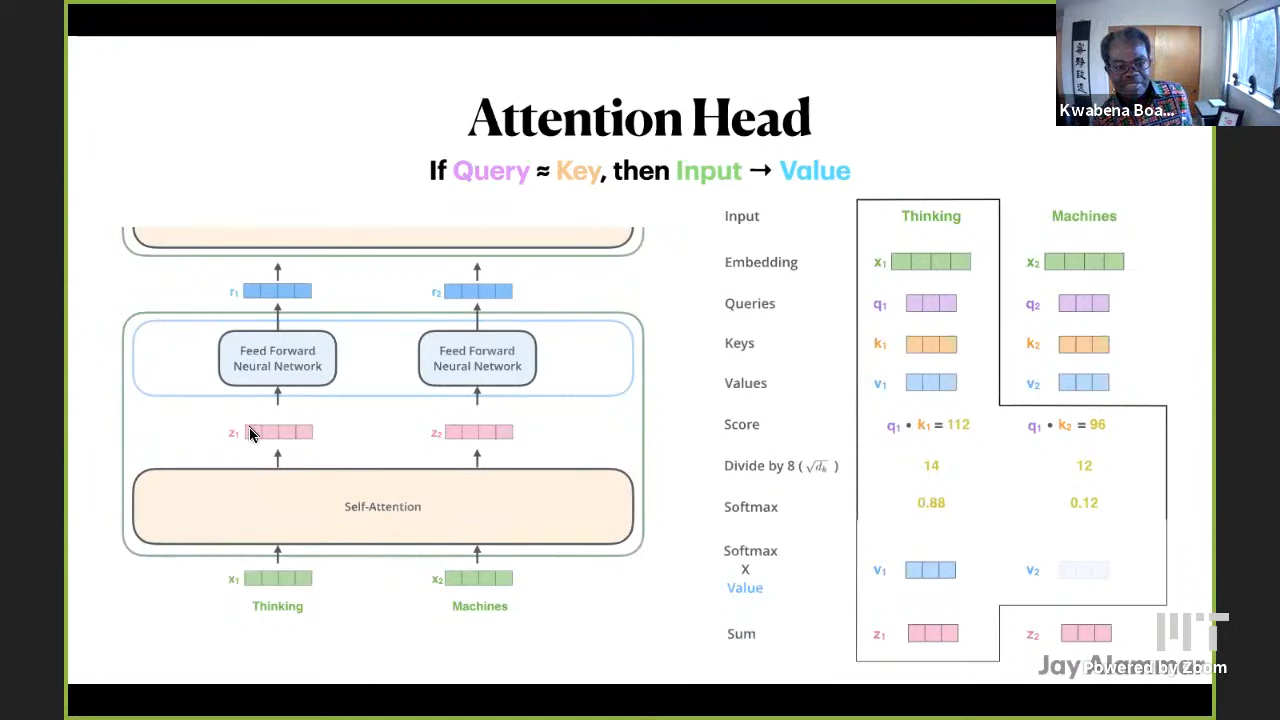 Attention Head
If Query ≈ Key, then Input → Value
Kwabena Boa...
r₁
r₂
Feed Forward
Neural Network
Feed Forward
Neural Network
z₁
z₂
Self-Attention
x₁
x₂
Thinking
Machines
Input Thinking Machines
Embedding x₁ x₂
Queries q₁ q₂
Keys k₁ k₂
Values v₁ v₂
Score q₁ • k₁ = 112 q₁ • k₂ = 96
Divide by 8 ( √dₖ ) 14 12
Softmax 0.88 0.12
Softmax
X
Value
v₁ v₂
Sum z₁ z₂
MIT
Jay Alammar
Powered by Zoom